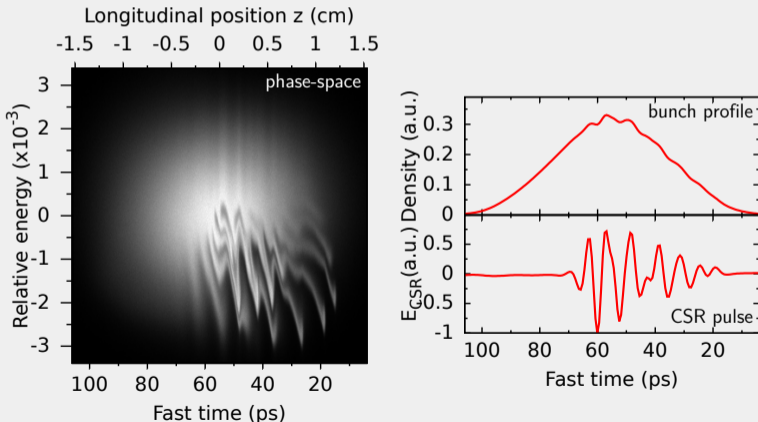 Longitudinal position z (cm)
-1.5 -1 -0.5 0 0.5 1 1.5
phase-space
Relative energy (x10-3)
3
2
1
0
-1
-2
-3
100 80 60 40 20
Fast time (ps)
bunch profile
Density (a.u.)
0.3
0.2
0.1
0
ECSR(a.u.)
0.5
0
-0.5
-1
CSR pulse
100 80 60 40 20
Fast time (ps)